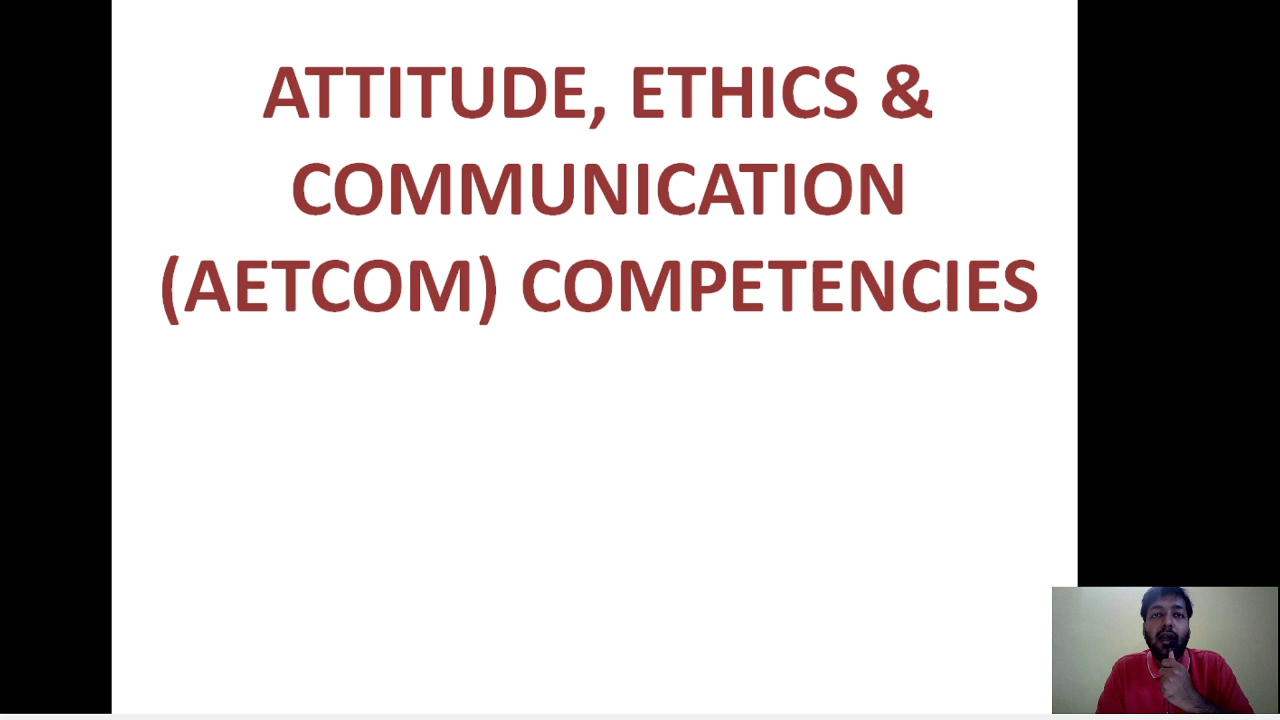 ATTITUDE, ETHICS &
COMMUNICATION
(AETCOM) COMPETENCIES